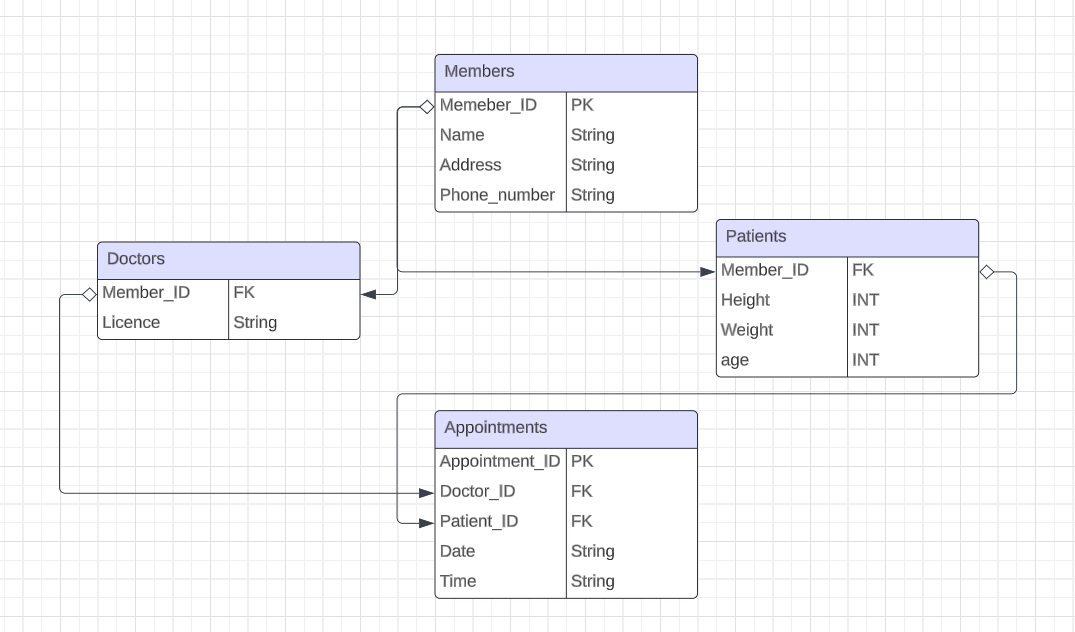 Members
Memeber_ID PK
Name String
Address String
Phone_number String
Patients
Member_ID FK
Height INT
Weight INT
age INT
Doctors
Member_ID FK
Licence String
Appointments
Appointment_ID PK
Doctor_ID FK
Patient_ID FK
Date String
Time String